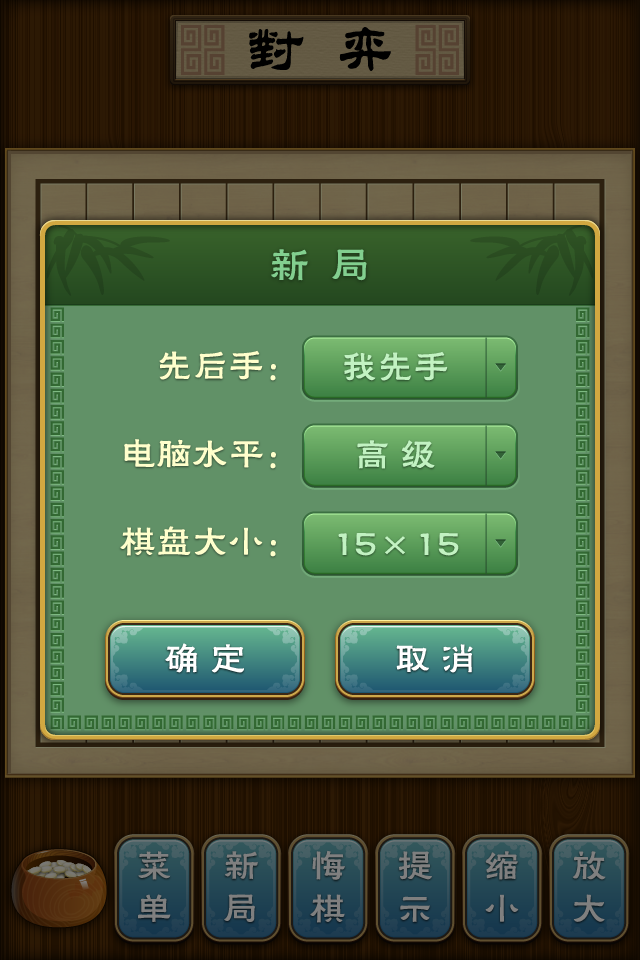 對弈
新局
先后手：
我先手
电脑水平：
高级
棋盘大小：
15×15
确定
取消
菜单
新局
悔棋
提示
缩小
放大